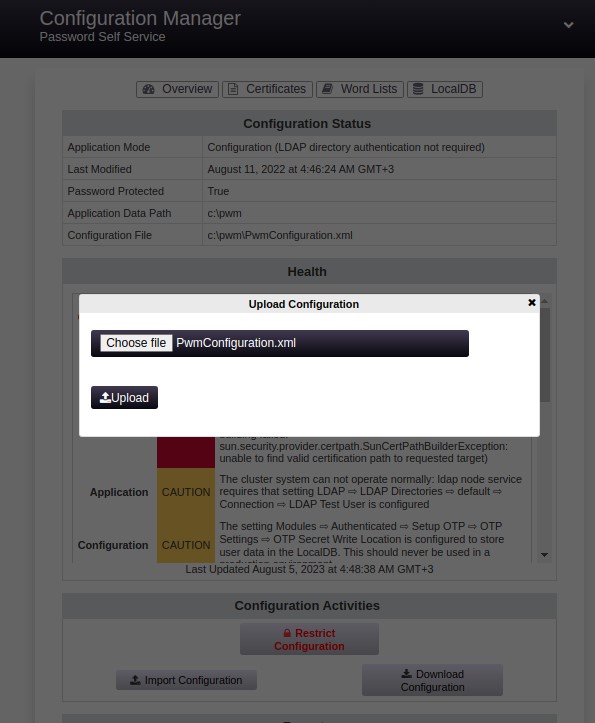 Configuration Manager
Password Self Service
Overview
Certificates
Word Lists
LocalDB
Configuration Status
Application Mode
Configuration (LDAP directory authentication not required)
Last Modified
August 11, 2022 at 4:46:24 AM GMT+3
Password Protected
True
Application Data Path
c:\pwm
Configuration File
c:\pwm\PwmConfiguration.xml
Health
Upload Configuration
Choose file PwmConfiguration.xml
Upload
sun.security.provider.certpath.SunCertPathBuilderException:
unable to find valid certification path to requested target)
Application
CAUTION
The cluster system can not operate normally: ldap node service
requires that setting LDAP ⇨ LDAP Directories ⇨ default ⇨
Connection ⇨ LDAP Test User is configured
Configuration
CAUTION
The setting Modules ⇨ Authenticated ⇨ Setup OTP ⇨ OTP
Settings ⇨ OTP Secret Write Location is configured to store
user data in the LocalDB. This should never be used in a
production environment
Last Updated August 5, 2023 at 4:48:38 AM GMT+3
Configuration Activities
Restrict
Configuration
Import Configuration
Download
Configuration